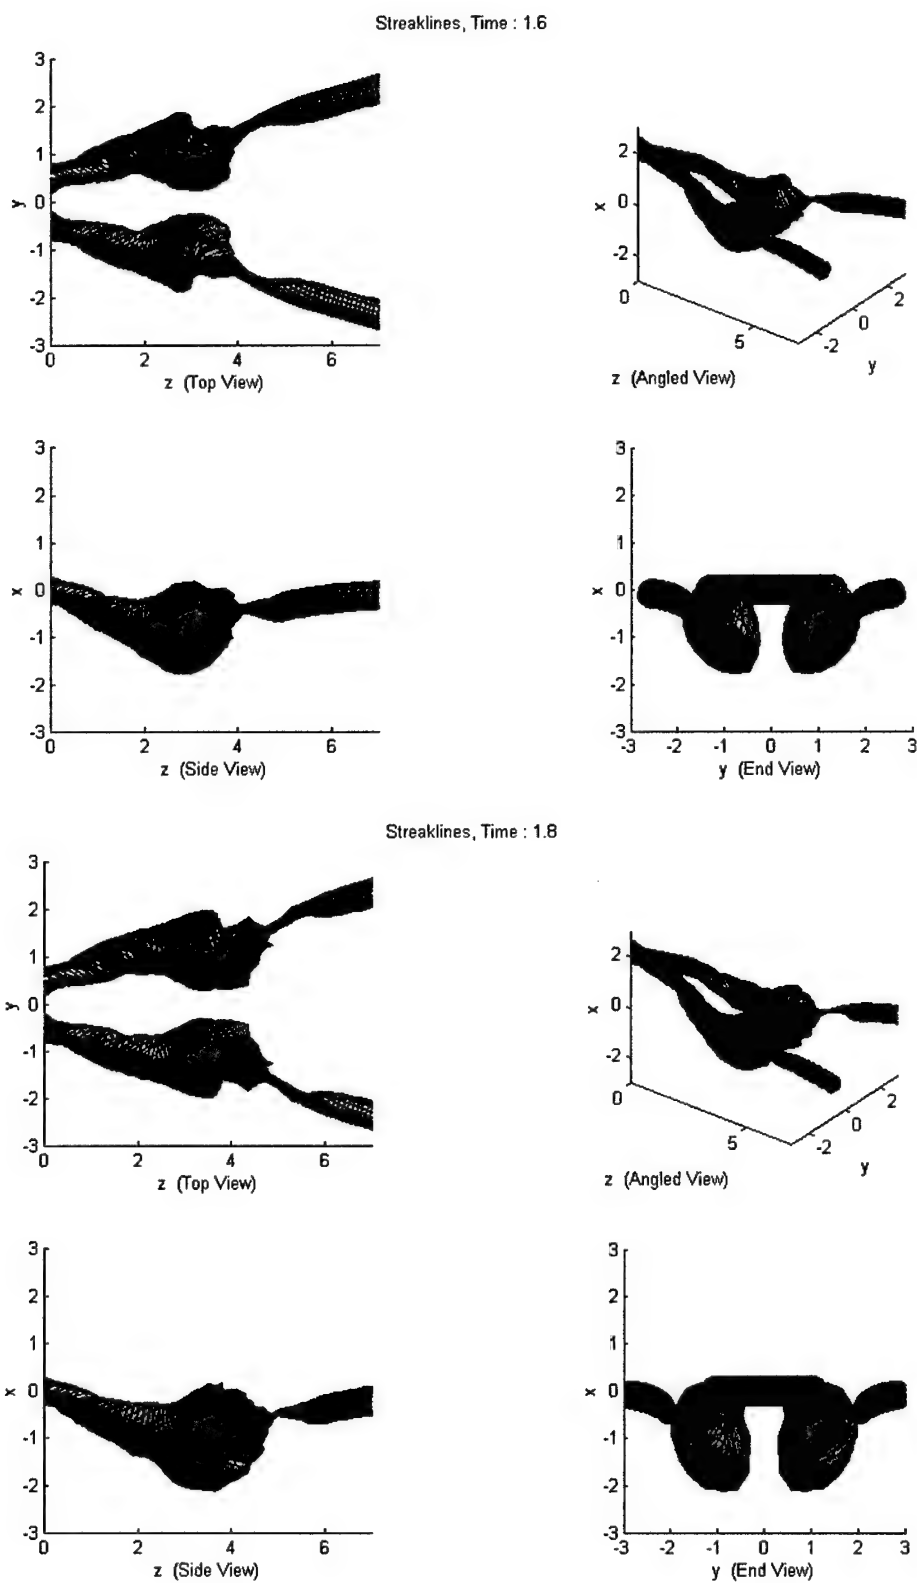 Streaklines, Time : 1.6
3
2
1
y 0
-1
-2
-3
0 2 4 6
z (Top View)
2
x 0
-2
0
5
-2
0
2
y
z (Angled View)
3
2
1
x 0
-1
-2
-3
0 2 4 6
z (Side View)
3
2
1
x 0
-1
-2
-3
-3 -2 -1 0 1 2 3
y (End View)
Streaklines, Time : 1.8
3
2
1
y 0
-1
-2
-3
0 2 4 6
z (Top View)
2
x 0
-2
0
5
-2
0
2
y
z (Angled View)
3
2
1
x 0
-1
-2
-3
0 2 4 6
z (Side View)
3
2
1
x 0
-1
-2
-3
-3 -2 -1 0 1 2 3
y (End View)